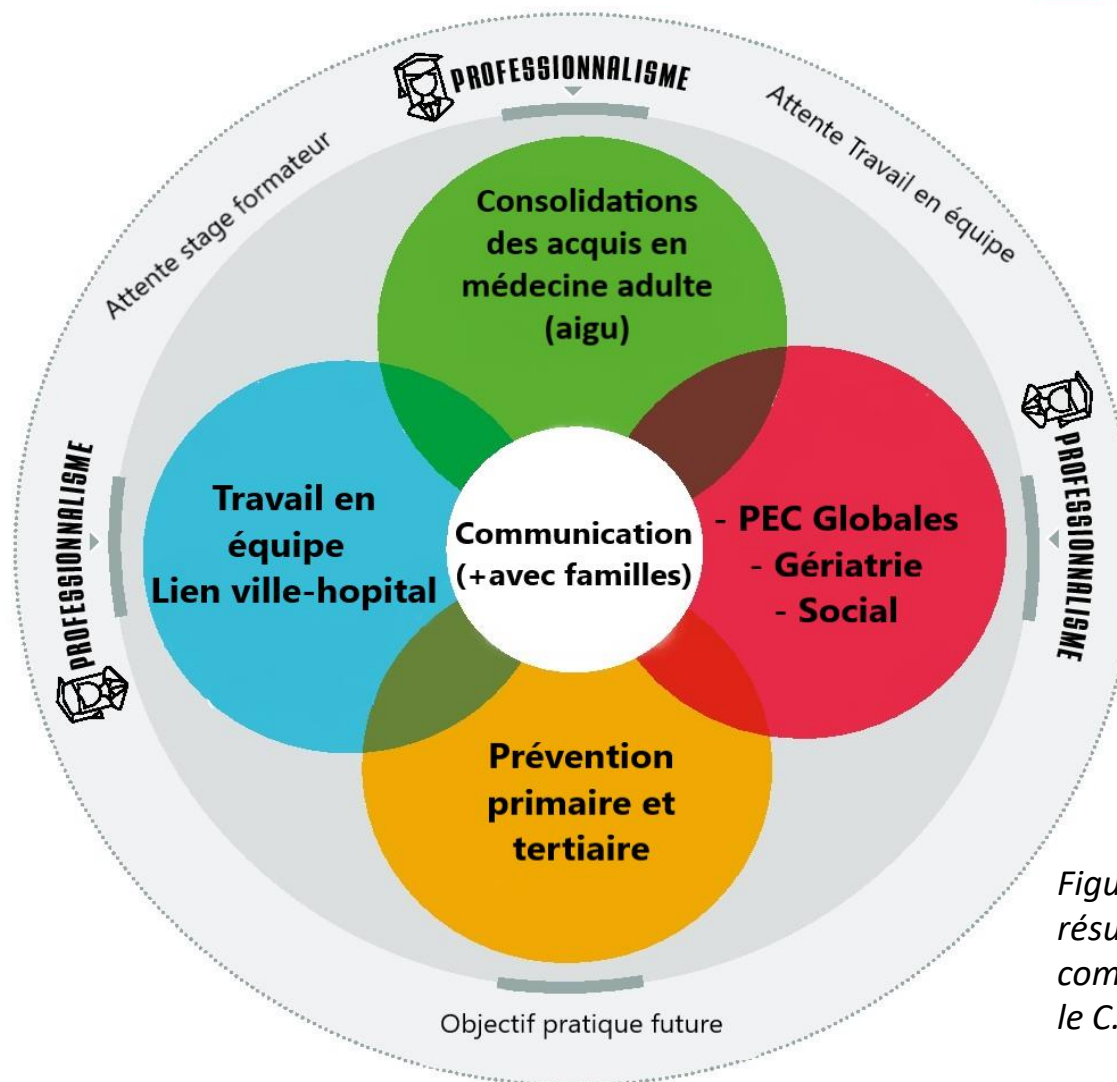 PROFESSIONNALISME
Attente stage formateur
Attente Travail en équipe
Consolidations
des acquis en
médecine adulte
(aigu)
PROFESSIONNALISME
Travail en
équipe
Lien ville-hopital
Communication
(+avec familles)
- PEC Globales
- Gériatrie
- Social
PROFESSIONNALISME
Prévention
primaire et
tertiaire
Objectif pratique future
Figu
résu
com
le C.